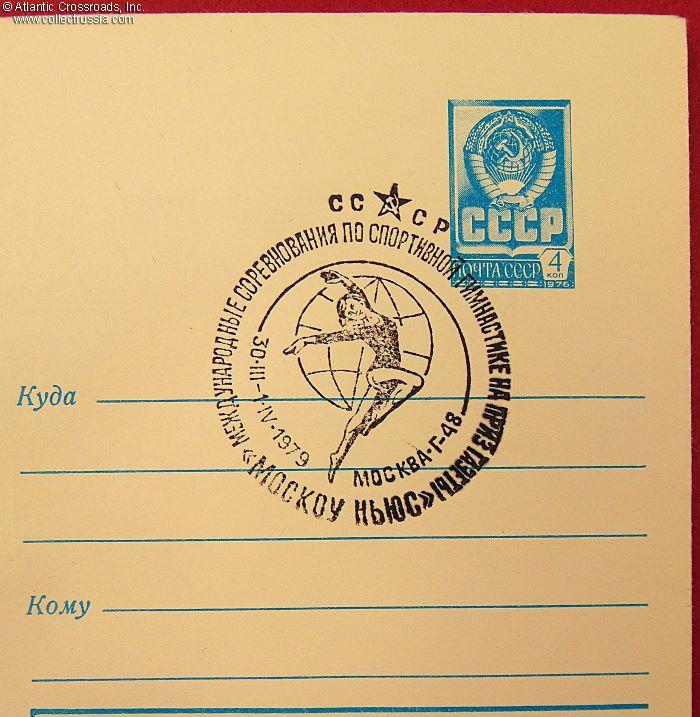 © Atlantic Crossroads, Inc.
www.collectrussia.com
СССР
ПОЧТА СССР
4
КОП
1976
СССР
МЕЖДУНАРОДНЫЕ СОРЕВНОВАНИЯ ПО СПОРТИВНОЙ ГИМНАСТИКЕ НА ПРИЗ ГАЗЕТЫ
«МОСКОУ НЬЮС»
30·III–1·IV·1979
МОСКВА·Г-48
Куда
Кому